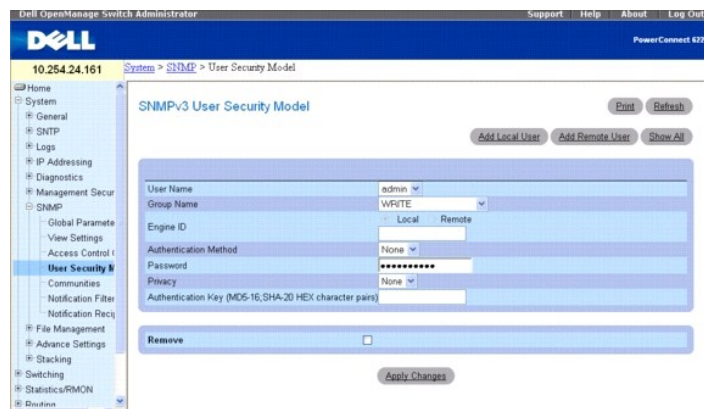 Dell OpenManage Switch Administrator
Support Help About Log Out
DELL
PowerConnect 622
10.254.24.161
System > SNMP > User Security Model
Home
System
General
SNTP
Logs
IP Addressing
Diagnostics
Management Secur
SNMP
Global Paramete
View Settings
Access Control (
User Security M
Communities
Notification Filter
Notification Recip
File Management
Advance Settings
Stacking
Switching
Statistics/RMON
Routing
SNMPv3 User Security Model
Print Refresh
Add Local User Add Remote User Show All
User Name admin
Group Name WRITE
Engine ID Local Remote
Authentication Method None
Password ••••••••••
Privacy None
Authentication Key (MD5-16;SHA-20 HEX character pairs)
Remove
Apply Changes